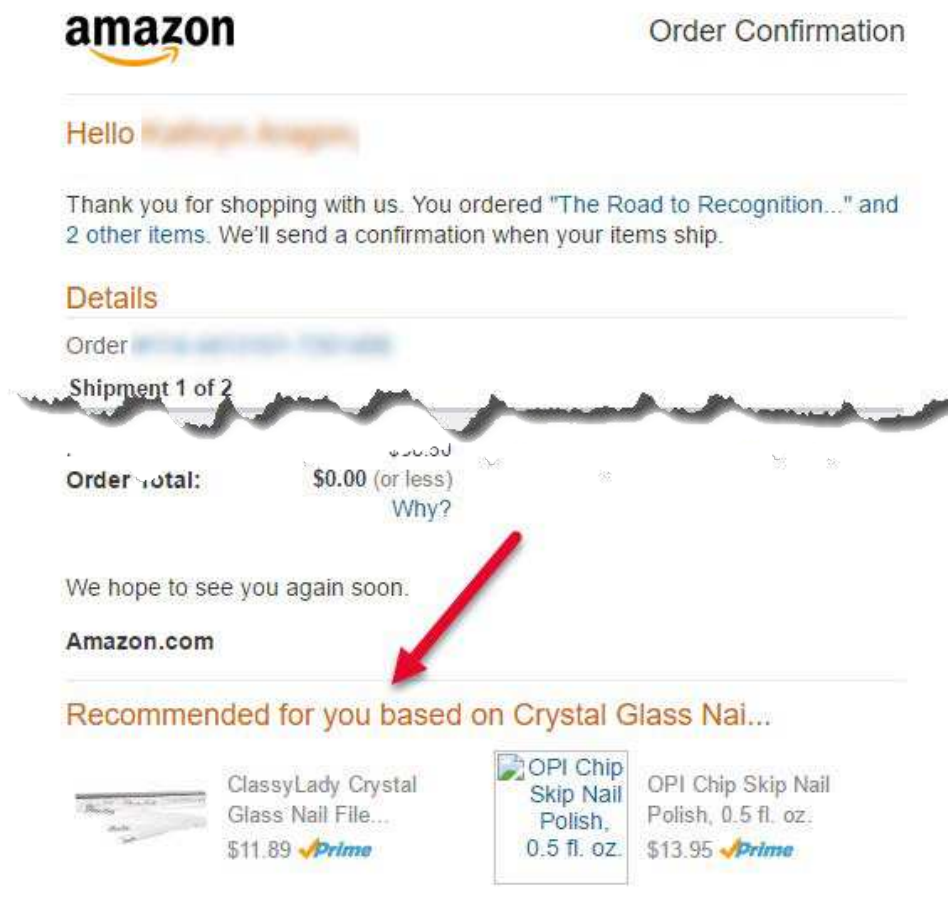 amazon
Order Confirmation
Hello
Thank you for shopping with us. You ordered "The Road to Recognition..." and
2 other items. We'll send a confirmation when your items ship.
Details
Order
Shipment 1 of 2
Order Total: $0.00 (or less)
Why?
We hope to see you again soon.
Amazon.com
Recommended for you based on Crystal Glass Nai...
ClassyLady Crystal
Glass Nail File...
$11.89 Prime
OPI Chip
Skip Nail
Polish,
0.5 fl. oz.
OPI Chip Skip Nail
Polish, 0.5 fl. oz.
$13.95 Prime